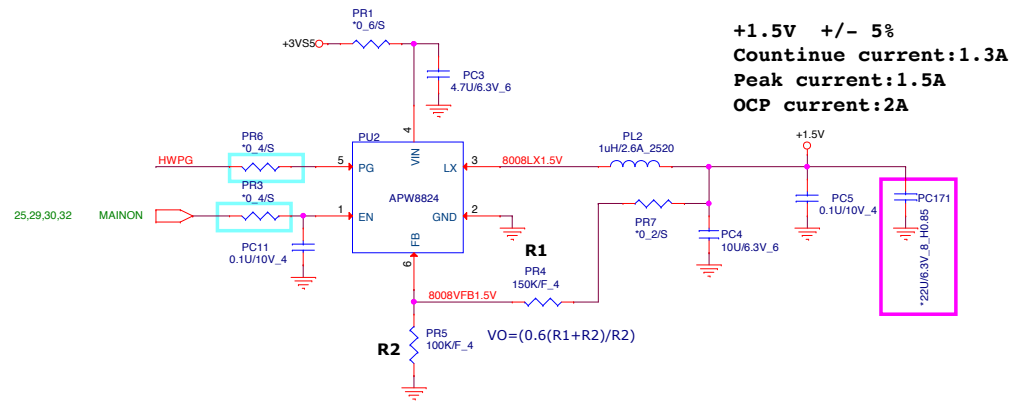 PR1
*0_6/S
+3VS5
PC3
4.7U/6.3V_6
+1.5V +/- 5%
Countinue current:1.3A
Peak current:1.5A
OCP current:2A
PR6
*0_4/S
HWPG
PU2
4
VIN
5
PG
LX
3
8008LX1.5V
PL2
1uH/2.6A_2520
+1.5V
PR3
*0_4/S
APW8824
25,29,30,32
MAINON
1
EN
GND
2
FB
6
PC11
0.1U/10V_4
PR7
*0_2/S
PC4
10U/6.3V_6
PC5
0.1U/10V_4
PC171
*22U/6.3V_8_H0.85
R1
PR4
150K/F_4
8008VFB1.5V
R2
PR5
100K/F_4
VO=(0.6(R1+R2)/R2)